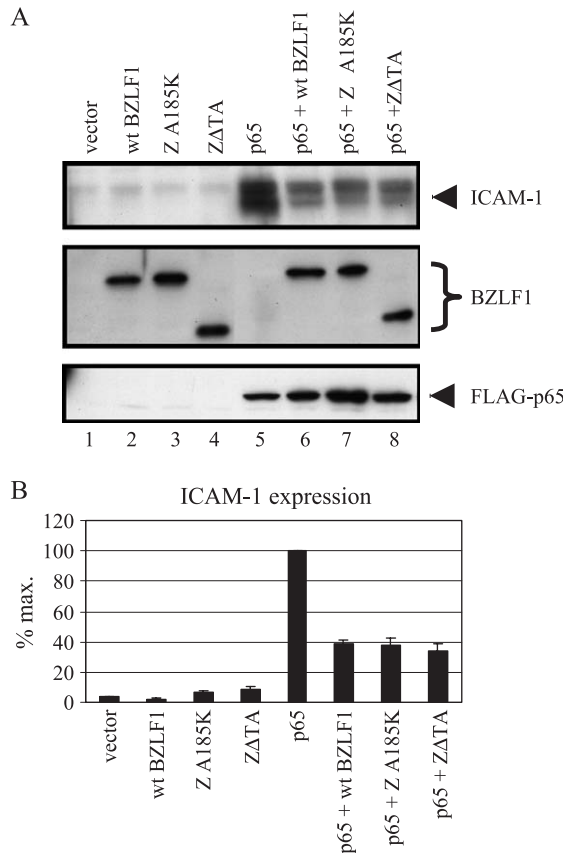 A
vector
wt BZLF1
Z A185K
ZΔTA
p65
p65 + wt BZLF1
p65 + Z A185K
p65 +ZΔTA
ICAM-1
BZLF1
FLAG-p65
1 2 3 4 5 6 7 8
B
ICAM-1 expression
% max.
120
100
80
60
40
20
0
vector
wt BZLF1
Z A185K
ZΔTA
p65
p65 + wt BZLF1
p65 + Z A185K
p65 + ZΔTA